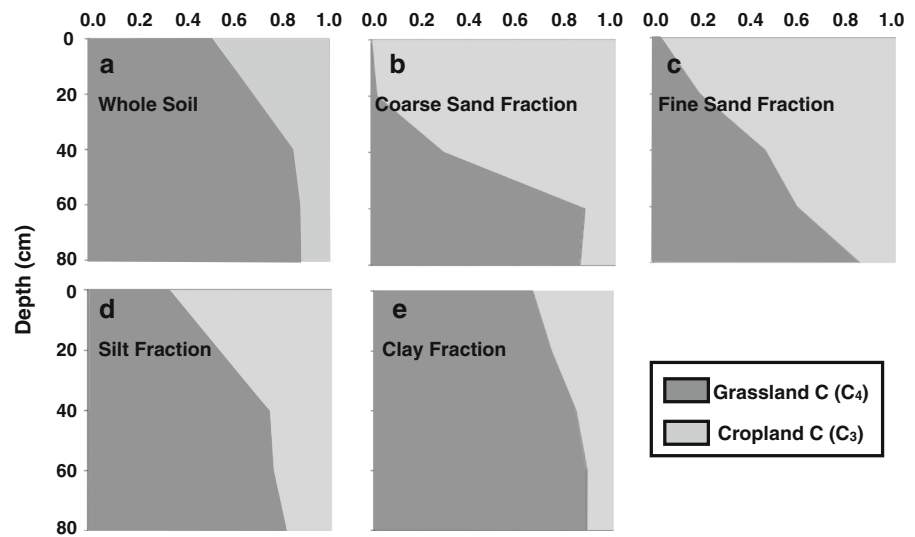 0.0 0.2 0.4 0.6 0.8 1.0
0.0 0.2 0.4 0.6 0.8 1.0
0.0 0.2 0.4 0.6 0.8 1.0
Depth (cm)
0
20
40
60
80
a
Whole Soil
b
Coarse Sand Fraction
c
Fine Sand Fraction
0
20
40
60
80
d
Silt Fraction
e
Clay Fraction
Grassland C (C₄)
Cropland C (C₃)